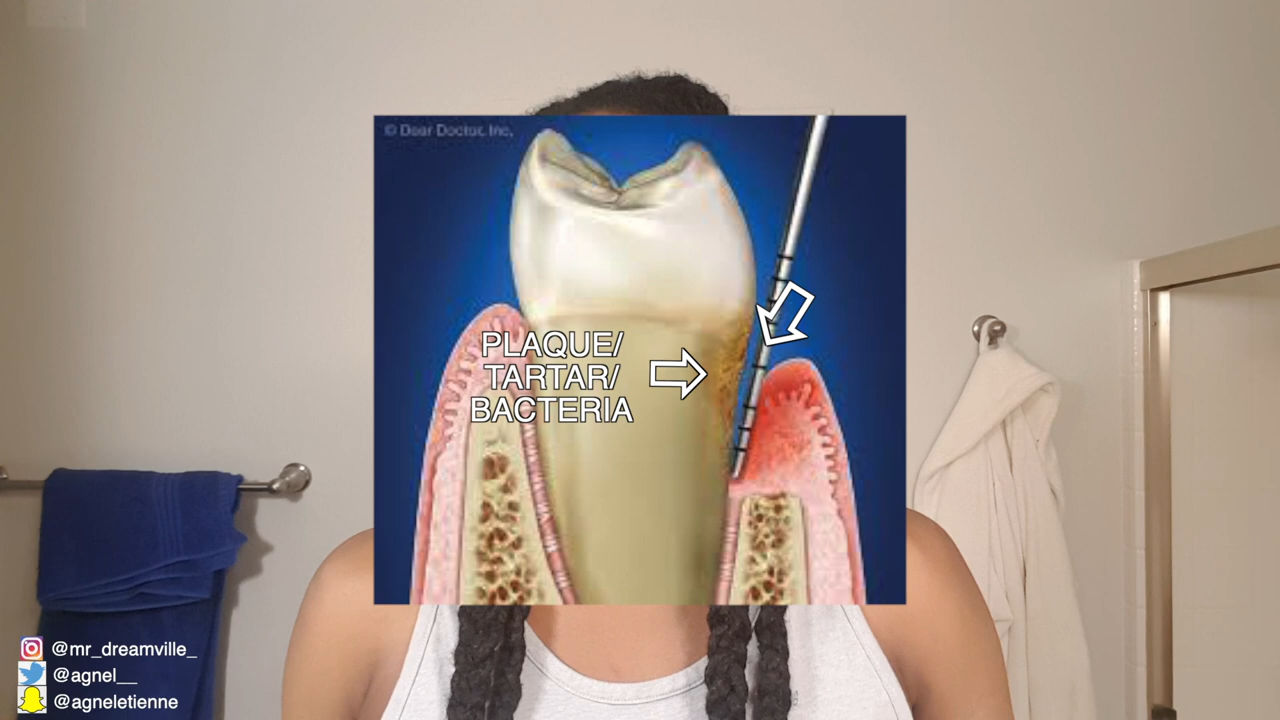 © Dear Doctor, Inc.
PLAQUE/
TARTAR/
BACTERIA
@mr_dreamville_
@agnel__
@agneletienne